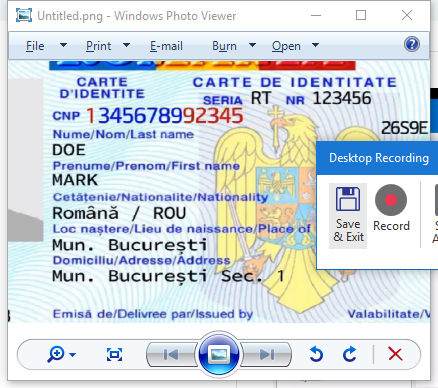 Untitled.png - Windows Photo Viewer
File Print E-mail Burn Open
CARTE D'IDENTITE
CARTE DE IDENTITATE
SERIA RT NR 123456
CNP 1345678992345
26S9E
Nume/Nom/Last name
DOE
Prenume/Prenom/First name
MARK
Cetăţenie/Nationalite/Nationality
Română / ROU
Loc naştere/Lieu de naissance/Place of
Mun. Bucureşti
Domiciliu/Adresse/Address
Mun. Bucureşti Sec. 1
Emisă de/Delivree par/Issued by
Valabilitate/V
Desktop Recording
Save & Exit
Record